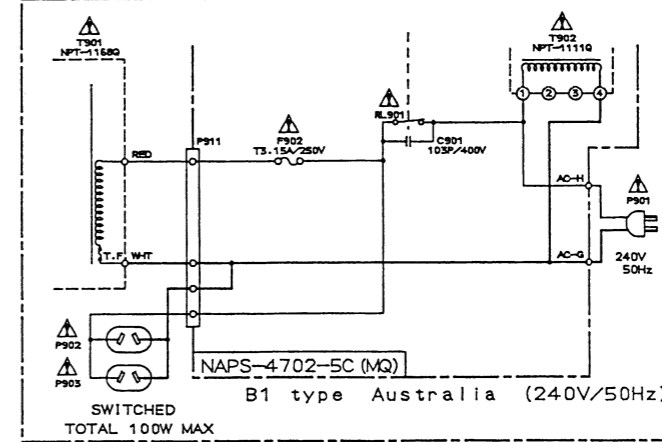 T901
NPT-1168Q
T902
NPT-1111Q
1 2 3 4
RL901
P911
F902
T3.15A/250V
C901
103P/400V
RED
AC-H
P901
T.F.
WHT
AC-G
240V
50Hz
P902
P903
NAPS-4702-5C (MQ)
B1 type Australia (240V/50Hz)
SWITCHED
TOTAL 100W MAX